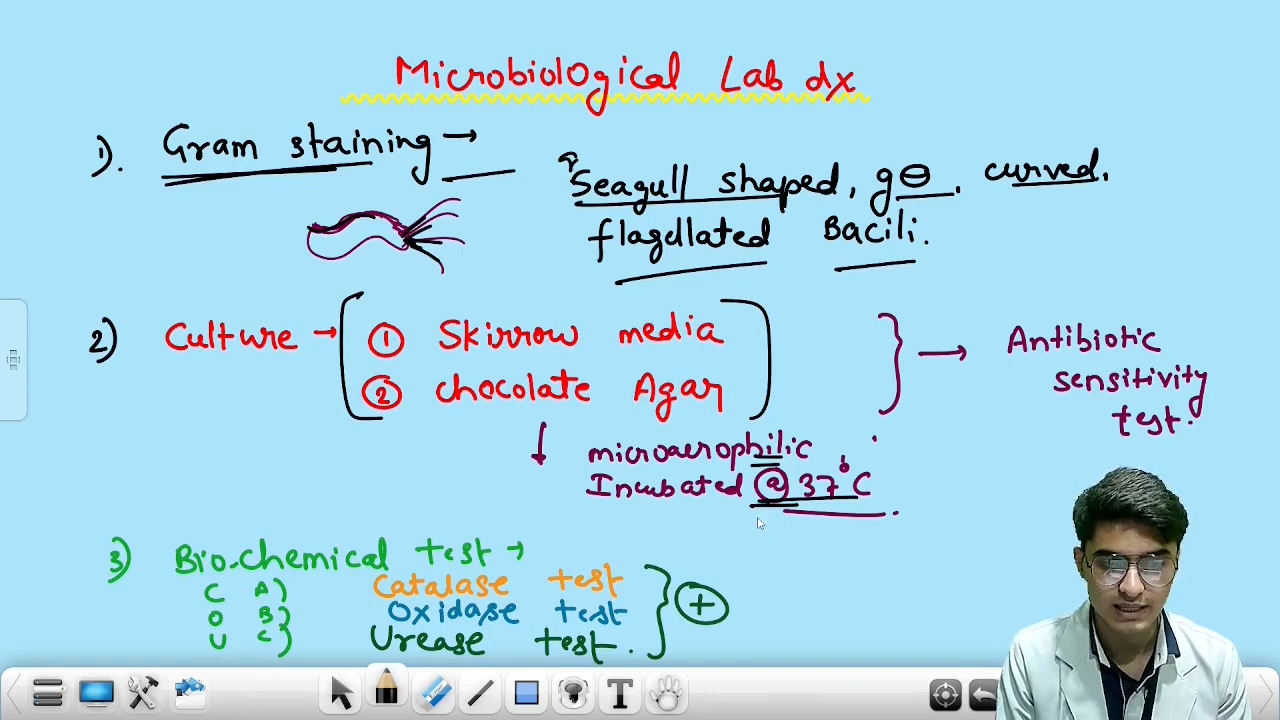 Microbiological Lab dx
1). Gram staining →
Seagull shaped, g⊖. curved.
flagellated Bacili.
2) Culture → ① Skirrow media
② chocolate Agar
→ Antibiotic
sensitivity
test.
↓ microaerophilic
Incubated @ 37°C
3) Bio-chemical test →
C A) Catalase test
O B) Oxidase test
U C) Urease test. ⊕
T